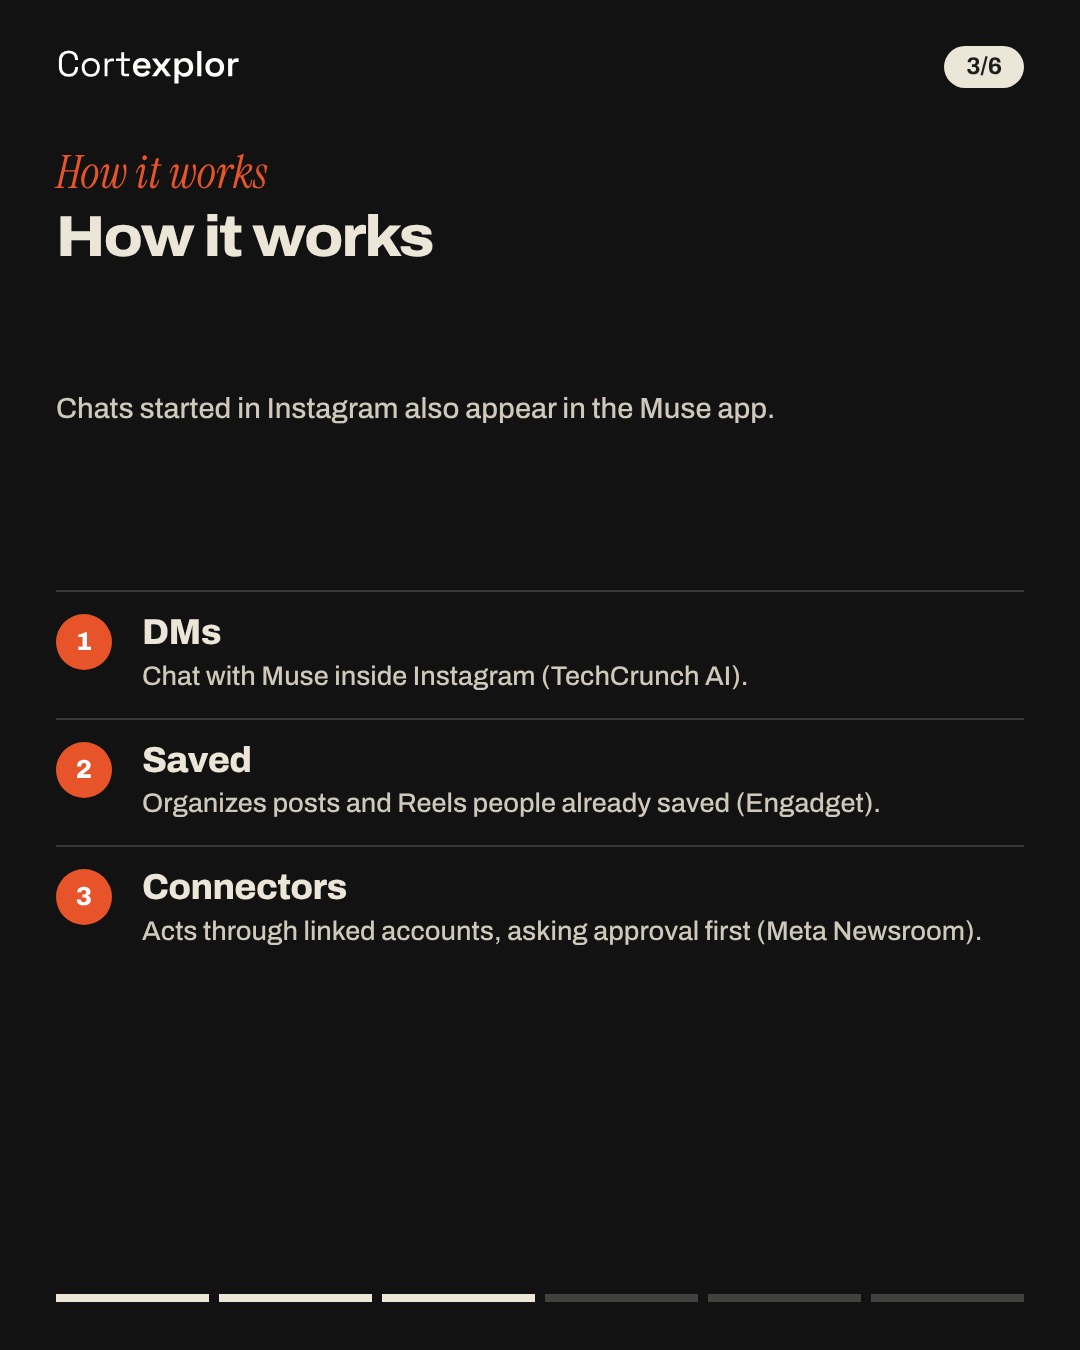 Cortexplor
3/6
How it works
How it works
Chats started in Instagram also appear in the Muse app.
1
DMs
Chat with Muse inside Instagram (TechCrunch AI).
2
Saved
Organizes posts and Reels people already saved (Engadget).
3
Connectors
Acts through linked accounts, asking approval first (Meta Newsroom).